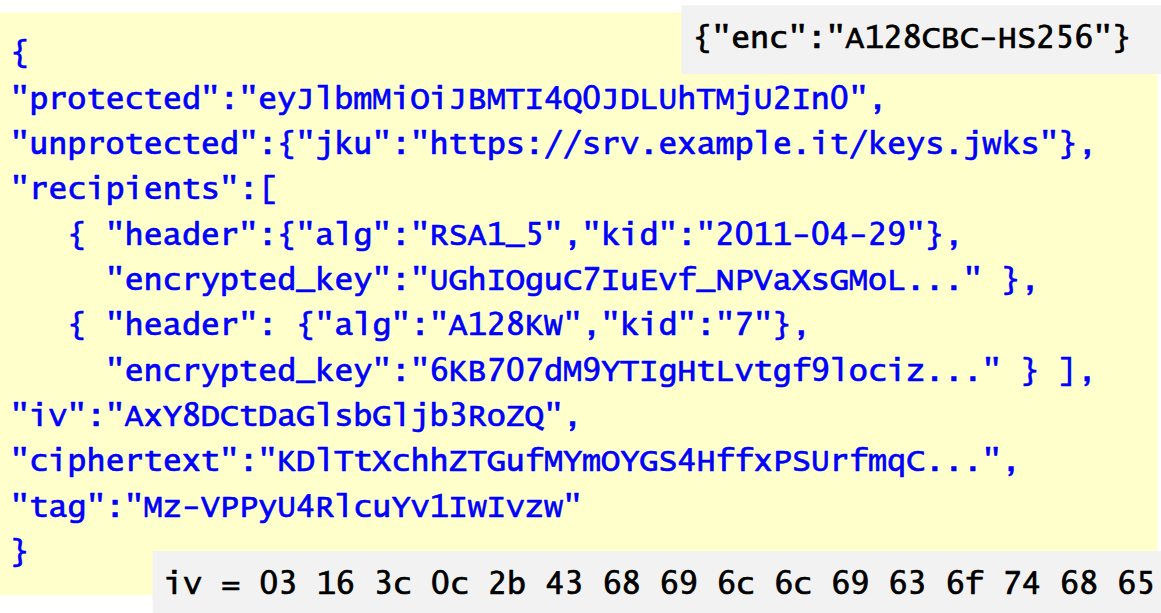 {"enc":"A128CBC-HS256"}
{
"protected":"eyJlbmMiOiJBMTI4Q0JDLUhTMjU2In0",
"unprotected":{"jku":"https://srv.example.it/keys.jwks"},
"recipients":[
{ "header":{"alg":"RSA1_5","kid":"2011-04-29"},
"encrypted_key":"UGhIOguC7IuEvf_NPVaXsGMoL..." },
{ "header": {"alg":"A128KW","kid":"7"},
"encrypted_key":"6KB707dM9YTIgHtLvtgf9lociz..." } ],
"iv":"AxY8DCtDaGlsbGljb3RoZQ",
"ciphertext":"KDlTtXchhZTGufMYmOYGS4HffxPSUrfmqC...",
"tag":"Mz-VPPyU4RlcuYv1IwIvzw"
}
iv = 03 16 3c 0c 2b 43 68 69 6c 6c 69 63 6f 74 68 65